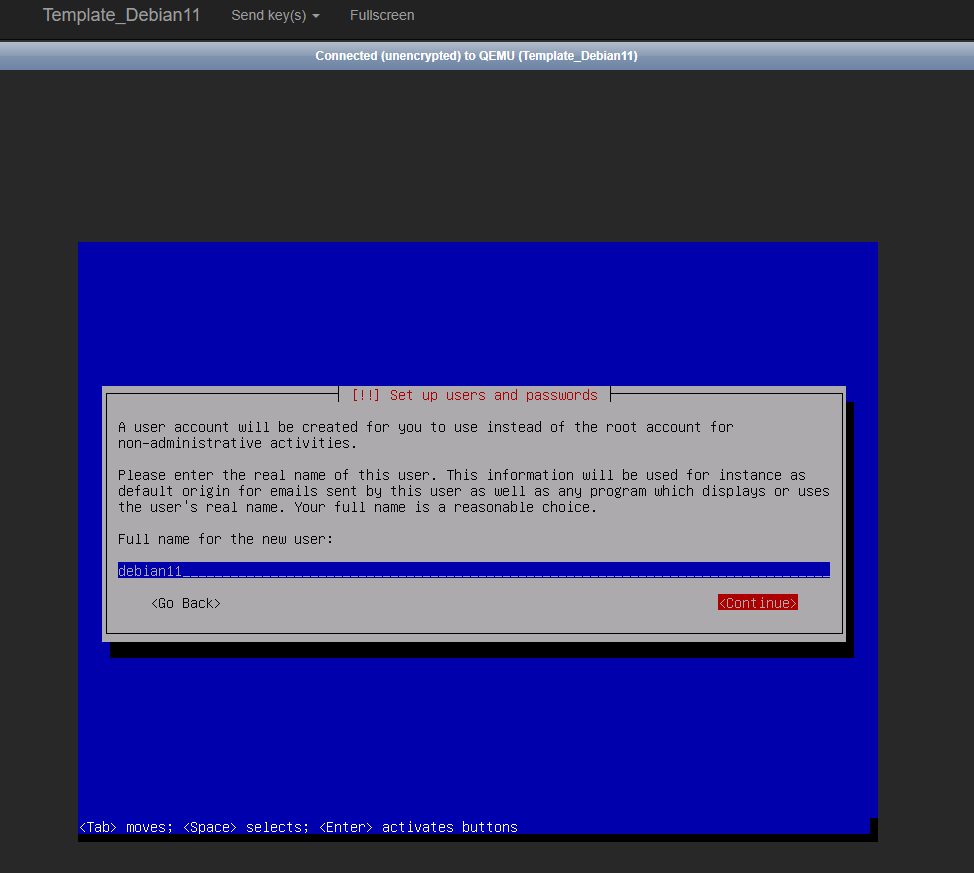 Template_Debian11 Send key(s) Fullscreen
Connected (unencrypted) to QEMU (Template_Debian11)
[!!] Set up users and passwords
A user account will be created for you to use instead of the root account for
non-administrative activities.
Please enter the real name of this user. This information will be used for instance as
default origin for emails sent by this user as well as any program which displays or uses
the user's real name. Your full name is a reasonable choice.
Full name for the new user:
debian11
<Go Back> <Continue>
<Tab> moves; <Space> selects; <Enter> activates buttons